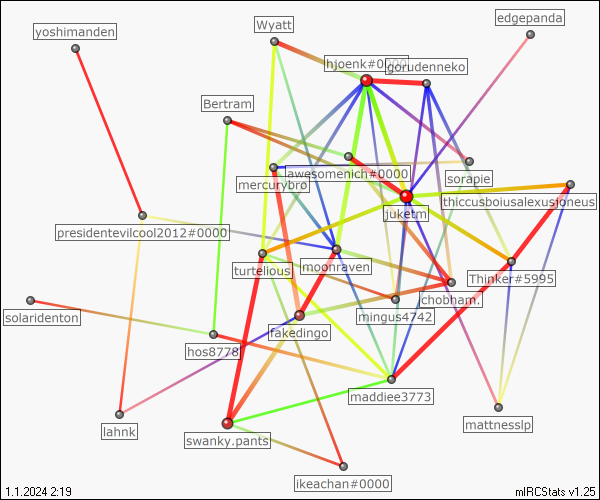 edgepanda
Wyatt
yoshimanden
hjoenk#0000
gorudenneko
Bertram
awesomenich#0000
sorapie
mercurybro
thiccusboiusalexusjoneus
juketm
presidentevilcool2012#0000
turtelious
moonraven
Thinker#5995
chobham.
solaridenton
mingus4742
fakedingo
hos8778
maddiee3773
lahnk
mattnesslp
swanky.pants
ikeachan#0000
1.1.2024 2:19
mIRCStats v1.25